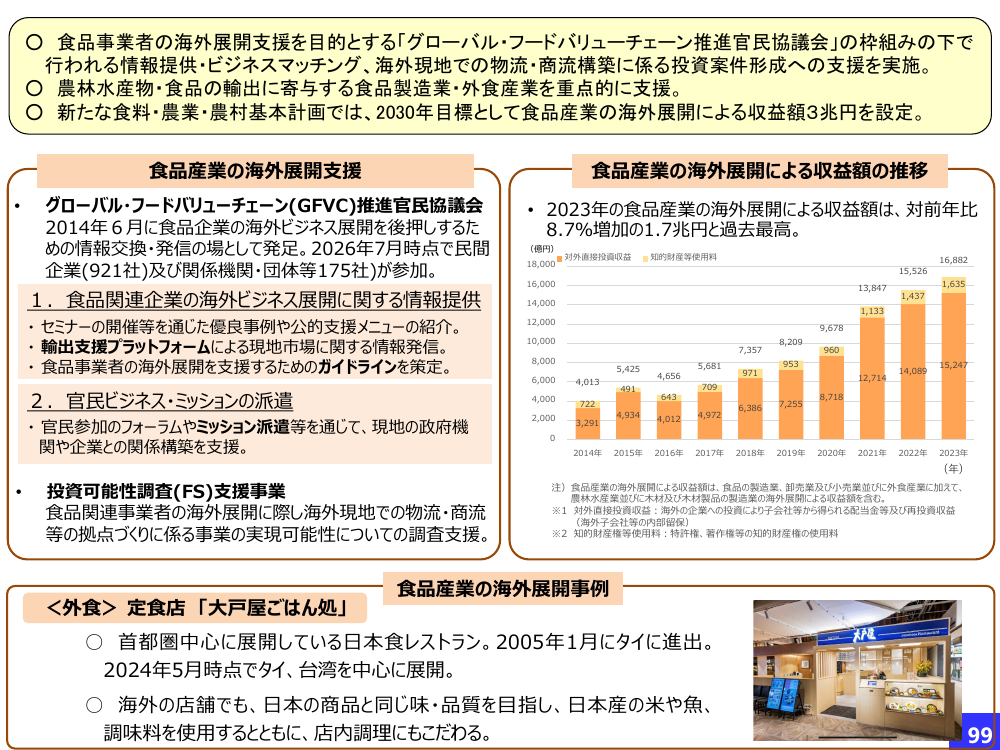 ○　食品事業者の海外展開支援を目的とする「グローバル・フードバリューチェーン推進官民協議会」の枠組みの下で
行われる情報提供・ビジネスマッチング、海外現地での物流・商流構築に係る投資案件形成への支援を実施。
○　農林水産物・食品の輸出に寄与する食品製造業・外食産業を重点的に支援。
○　新たな食料・農業・農村基本計画では、2030年目標として食品産業の海外展開による収益額３兆円を設定。
食品産業の海外展開支援
・ グローバル・フードバリューチェーン(GFVC)推進官民協議会
2014年６月に食品企業の海外ビジネス展開を後押しするた
めの情報交換・発信の場として発足。2026年7月時点で民間
企業(921社)及び関係機関・団体等175社)が参加。
１．食品関連企業の海外ビジネス展開に関する情報提供
・ セミナーの開催等を通じた優良事例や公的支援メニューの紹介。
・ 輸出支援プラットフォームによる現地市場に関する情報発信。
・ 食品事業者の海外展開を支援するためのガイドラインを策定。
２．官民ビジネス・ミッションの派遣
・ 官民参加のフォーラムやミッション派遣等を通じて、現地の政府機
関や企業との関係構築を支援。
・ 投資可能性調査(FS)支援事業
食品関連事業者の海外展開に際し海外現地での物流・商流
等の拠点づくりに係る事業の実現可能性についての調査支援。
食品産業の海外展開による収益額の推移
・ 2023年の食品産業の海外展開による収益額は、対前年比
8.7%増加の1.7兆円と過去最高。
（億円）
対外直接投資収益 知的財産等使用料
18,000
16,000
14,000
12,000
10,000
8,000
6,000
4,000
2,000
0
4,013 5,425 4,656 5,681 7,357 8,209 9,678 13,847 15,526 16,882
722 491 643 709 971 953 960 1,133 1,437 1,635
3,291 4,934 4,012 4,972 6,386 7,255 8,718 12,714 14,089 15,247
2014年 2015年 2016年 2017年 2018年 2019年 2020年 2021年 2022年 2023年
（年）
注）食品産業の海外展開による収益額は、食品の製造業、卸売業及び小売業並びに外食産業に加えて、
農林水産業並びに木材及び木材製品の製造業の海外展開による収益額を含む。
※1 対外直接投資収益：海外の企業への投資により子会社等から得られる配当金等及び再投資収益
（海外子会社等の内部留保）
※2 知的財産権等使用料：特許権、著作権等の知的財産権の使用料
食品産業の海外展開事例
＜外食＞ 定食店 「大戸屋ごはん処」
○　首都圏中心に展開している日本食レストラン。2005年1月にタイに進出。
2024年5月時点でタイ、台湾を中心に展開。
○　海外の店舗でも、日本の商品と同じ味・品質を目指し、日本産の米や魚、
調味料を使用するとともに、店内調理にもこだわる。
大戸屋
99